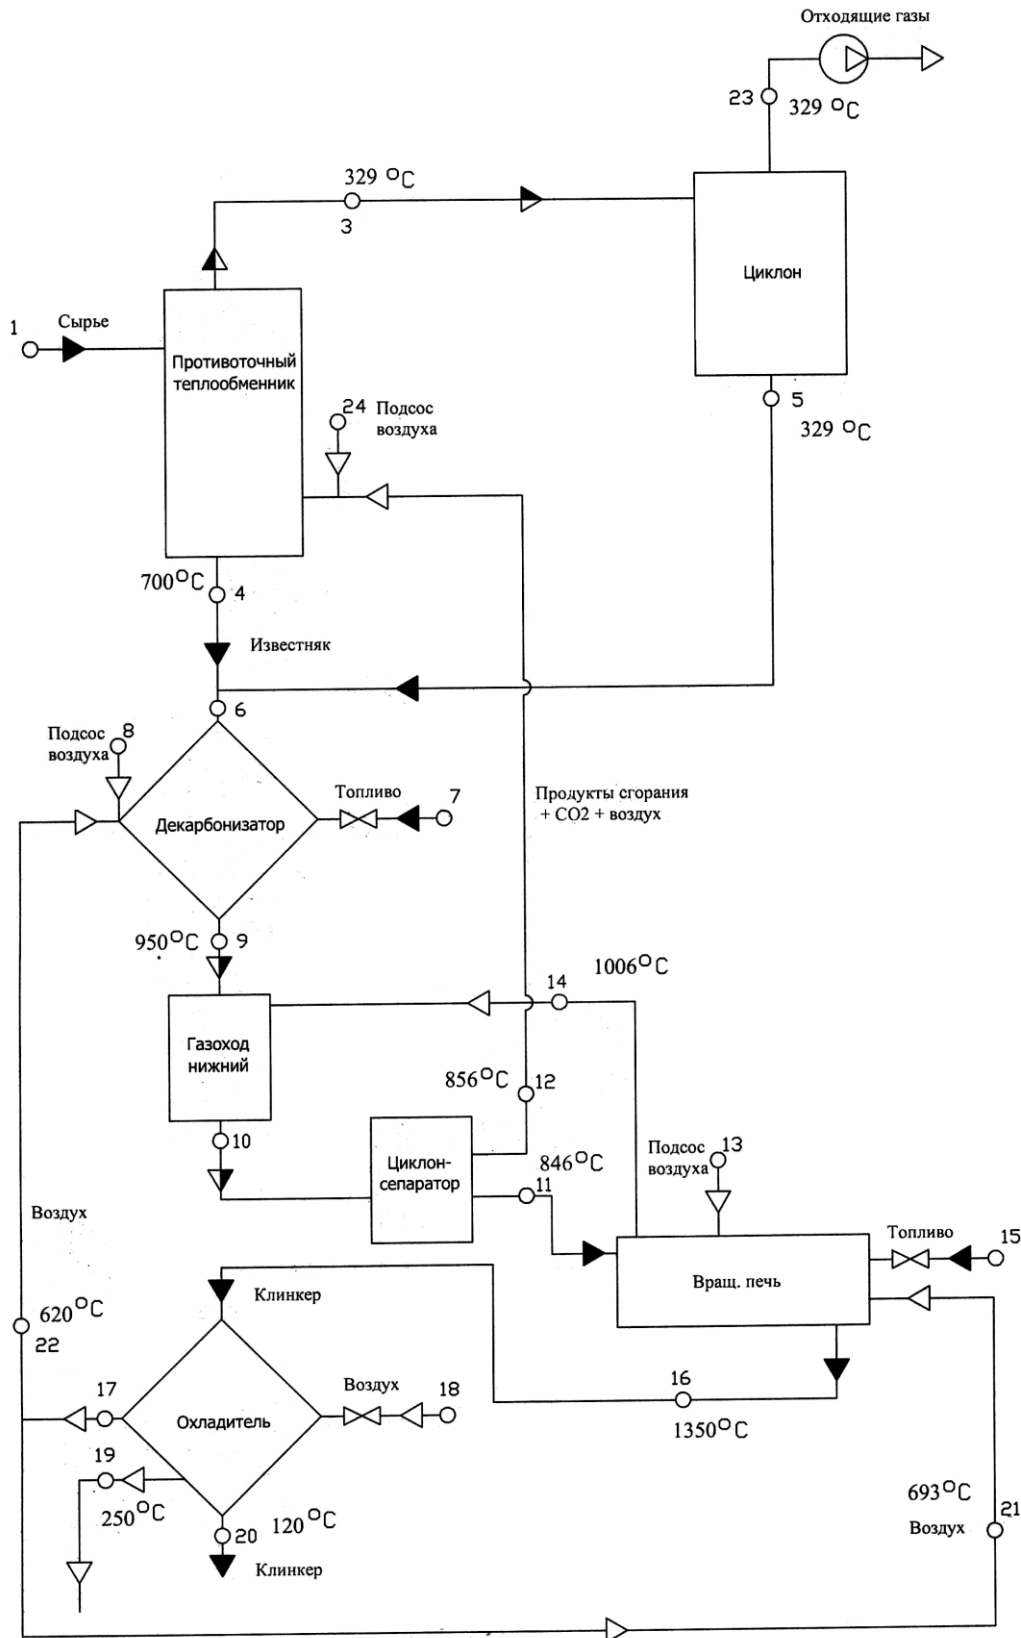 Отходящие газы
23
329 °C
329 °C
3
Циклон
1
Сырье
Противоточный
теплообменник
24
Подсос
воздуха
5
329 °C
700°C
4
Известняк
6
Подсос
воздуха
8
Декарбонизатор
Топливо
7
Продукты сгорания
+ CO2 + воздух
950°C
9
1006°C
14
Газоход
нижний
856°C
12
10
Циклон-
сепаратор
846°C
11
Подсос
воздуха
13
Воздух
Топливо
15
Вращ. печь
Клинкер
620°C
22
17
Воздух
18
16
1350°C
Охладитель
19
250°C
693°C
21
Воздух
20
120°C
Клинкер